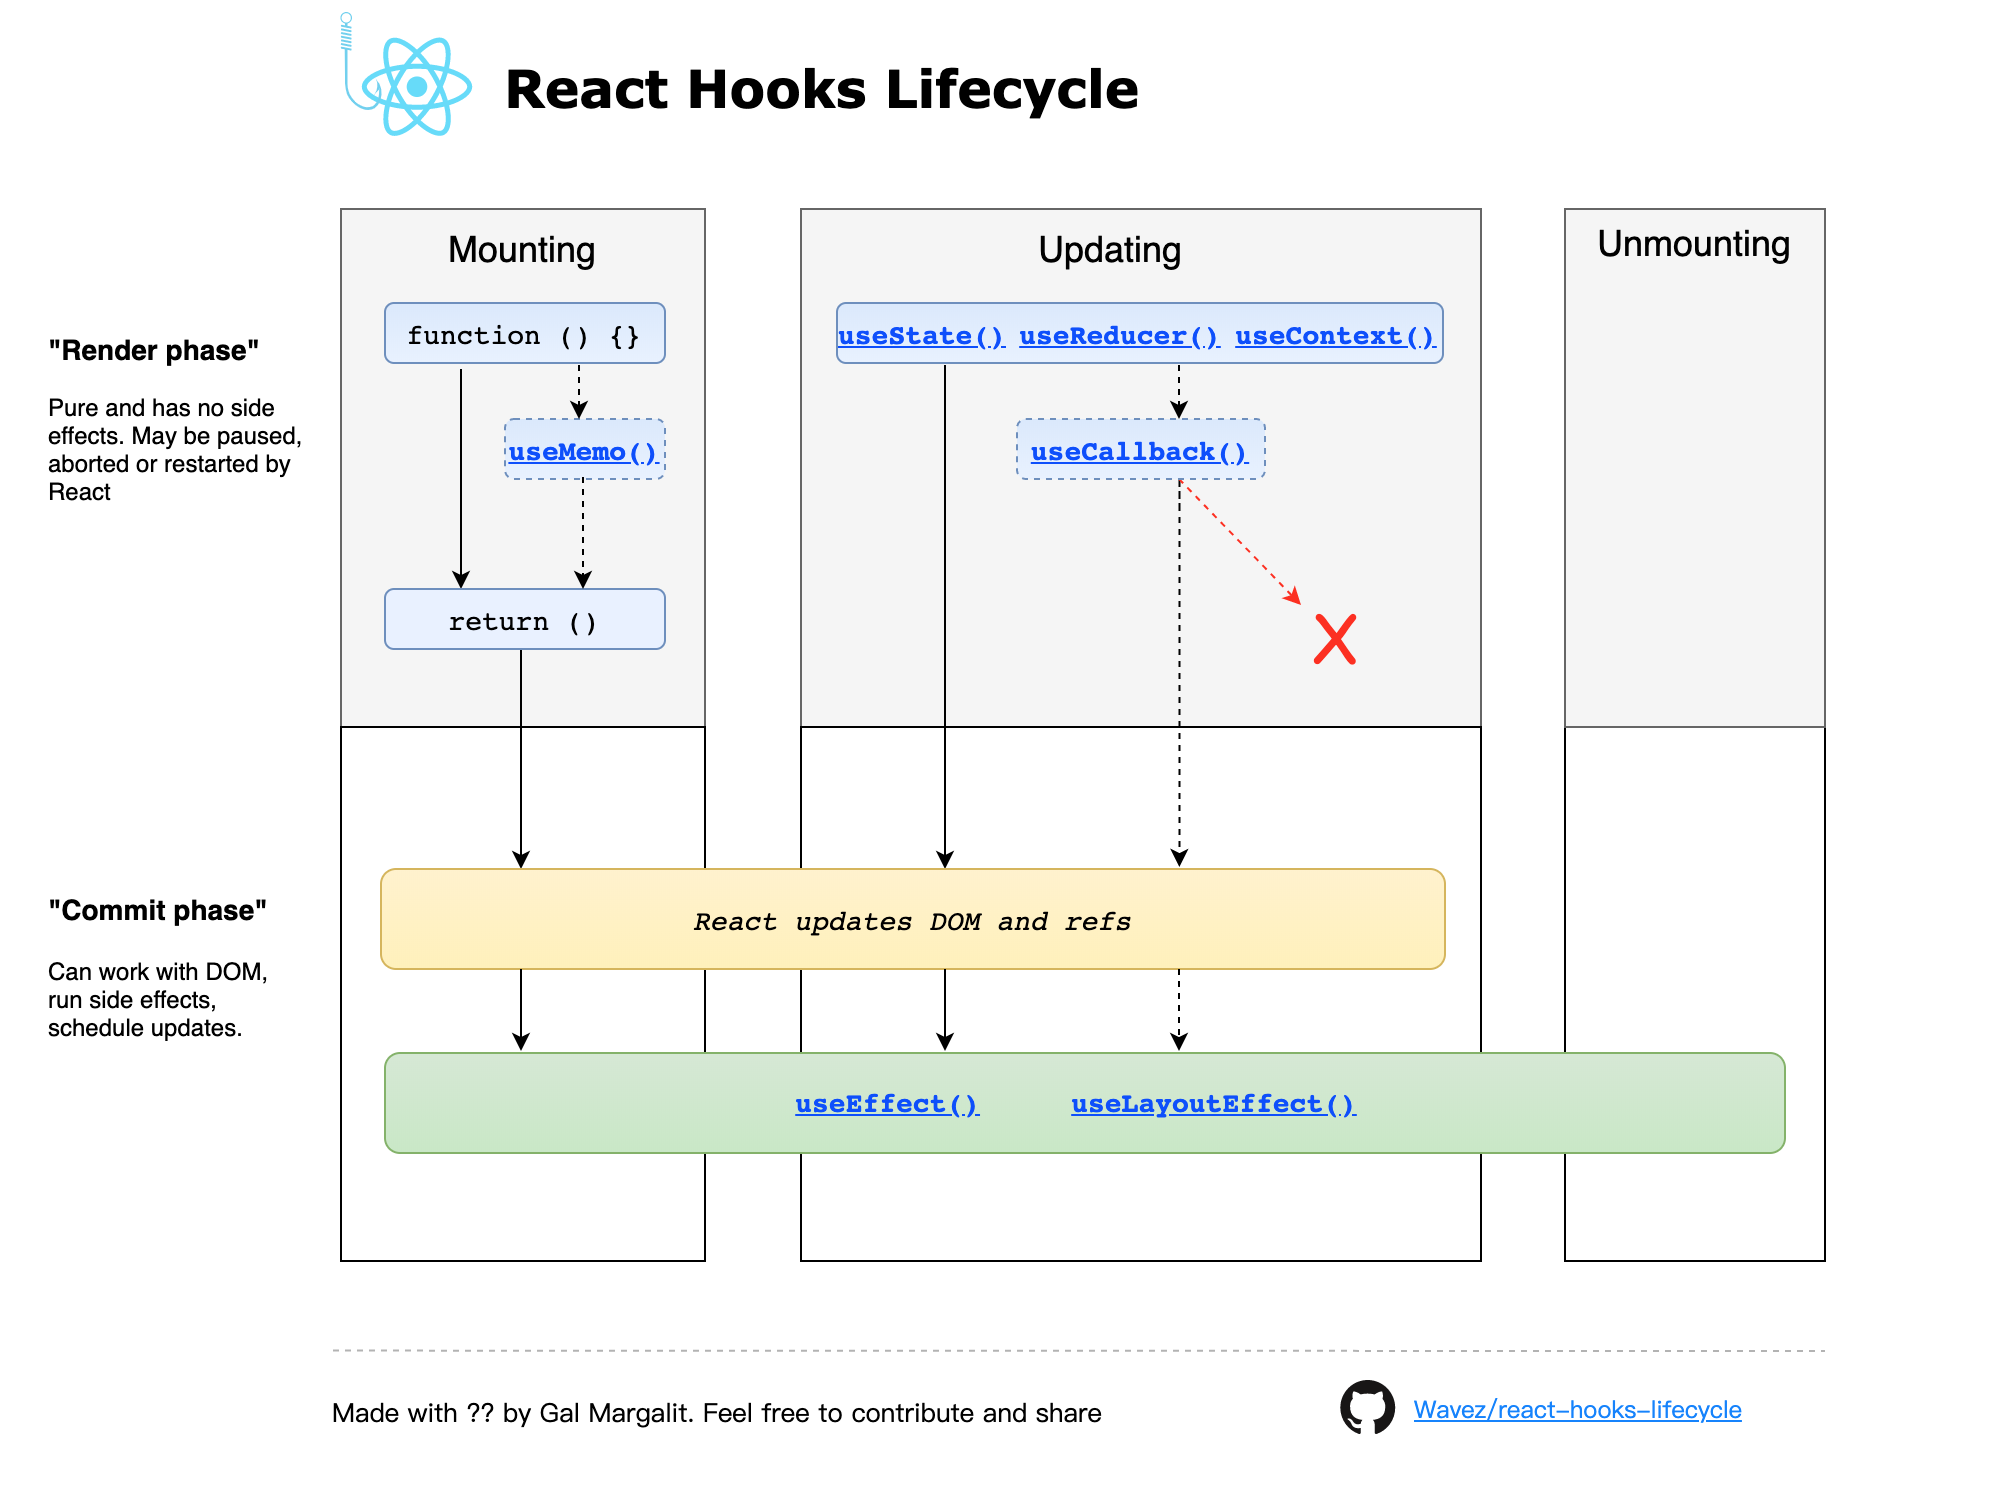 React Hooks Lifecycle
Mounting
Updating
Unmounting
"Render phase"
Pure and has no side
effects. May be paused,
aborted or restarted by
React
function () {}
useMemo()
return ()
useState() useReducer() useContext()
useCallback()
"Commit phase"
Can work with DOM,
run side effects,
schedule updates.
React updates DOM and refs
useEffect() useLayoutEffect()
Made with ?? by Gal Margalit. Feel free to contribute and share
Wavez/react-hooks-lifecycle